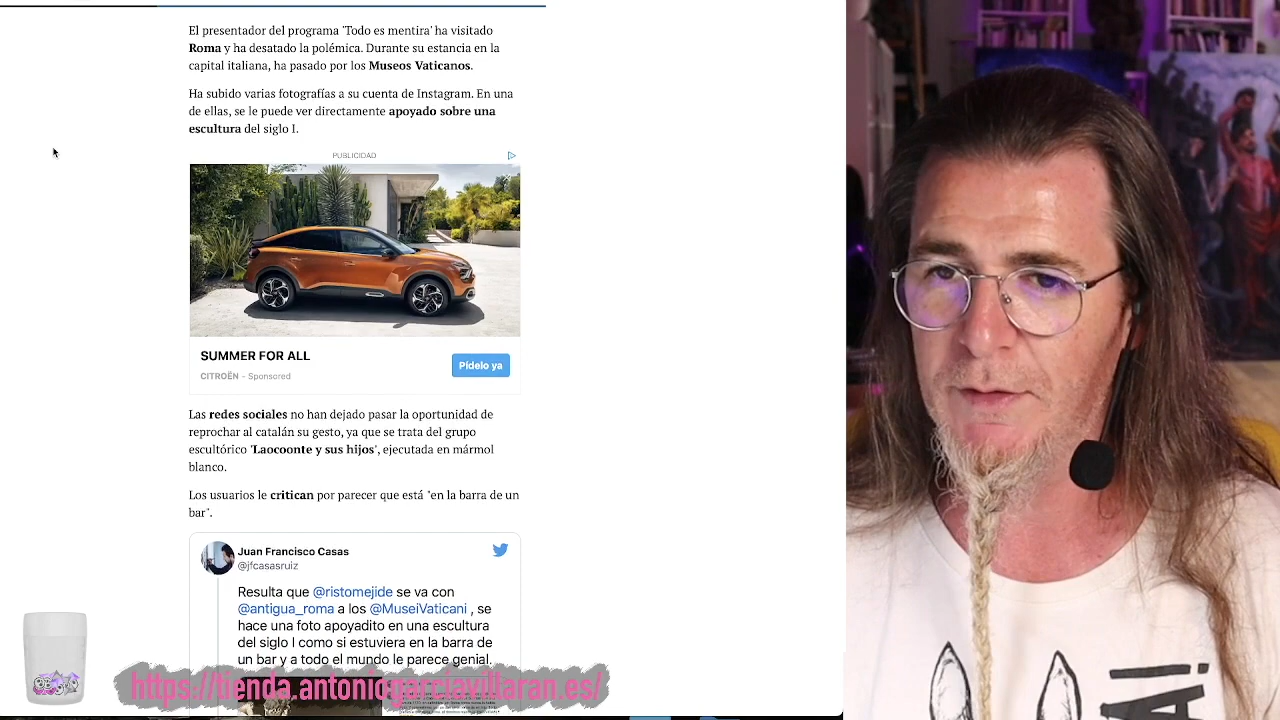 El presentador del programa 'Todo es mentira' ha visitado
Roma y ha desatado la polémica. Durante su estancia en la
capital italiana, ha pasado por los Museos Vaticanos.
Ha subido varias fotografías a su cuenta de Instagram. En una
de ellas, se le puede ver directamente apoyado sobre una
escultura del siglo I.
PUBLICIDAD
SUMMER FOR ALL
CITROËN - Sponsored
Pídelo ya
Las redes sociales no han dejado pasar la oportunidad de
reprochar al catalán su gesto, ya que se trata del grupo
escultórico 'Laocoonte y sus hijos', ejecutada en mármol
blanco.
Los usuarios le critican por parecer que está "en la barra de un
bar".
Juan Francisco Casas
@jfcasasruiz
Resulta que @ristomejide se va con
@antigua_roma a los @MuseiVaticani , se
hace una foto apoyadito en una escultura
del siglo I como si estuviera en la barra de
un bar y a todo el mundo le parece genial.
https://tienda.antoniogarciavillaran.es/
A!